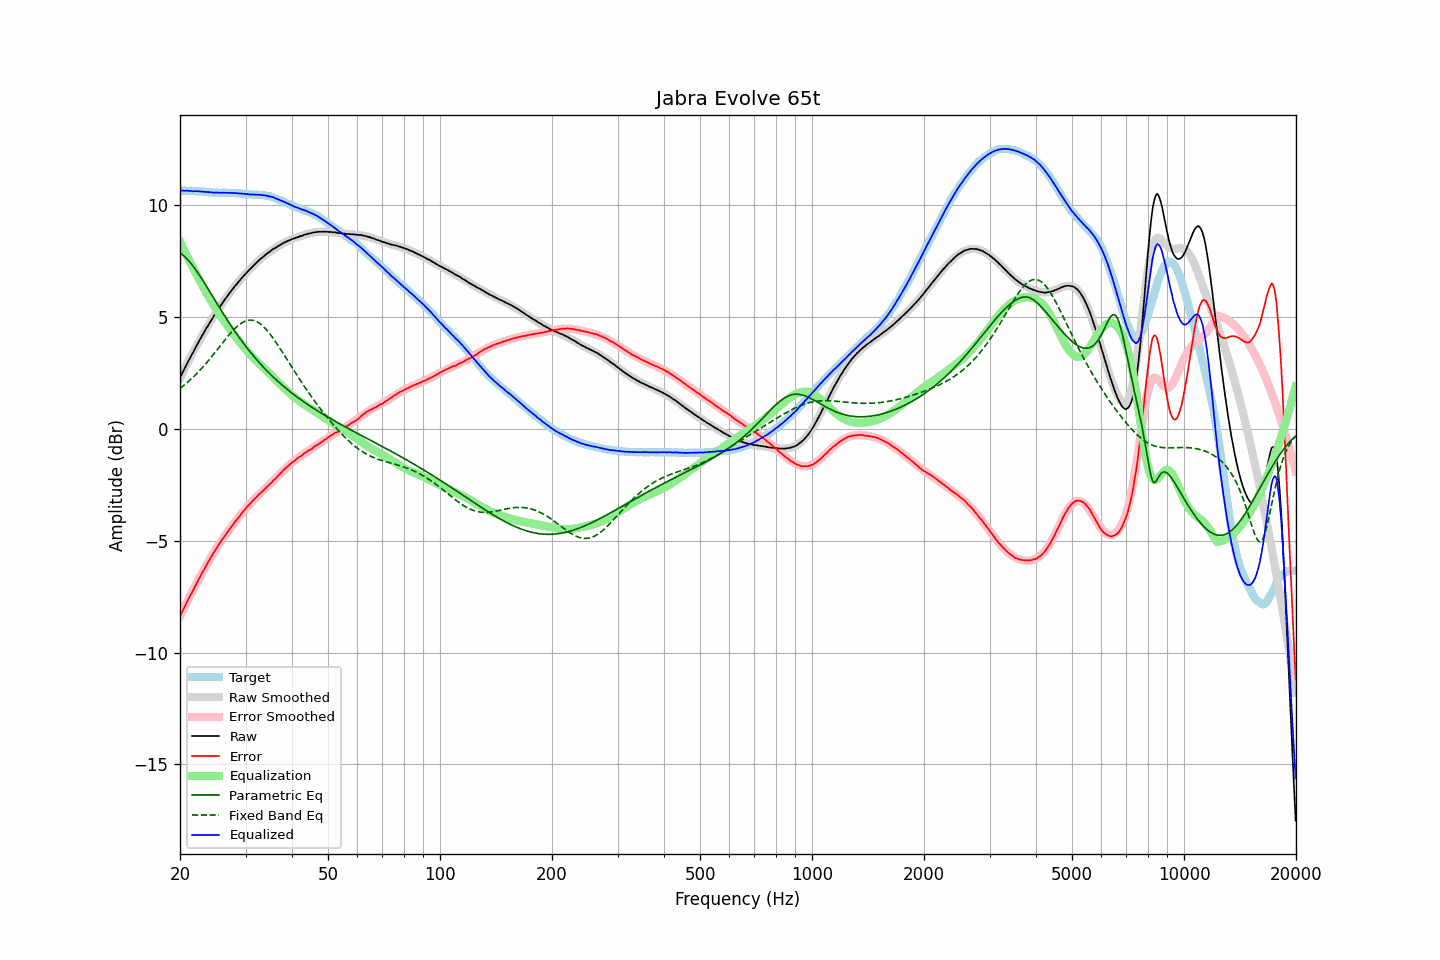 Jabra Evolve 65t
Amplitude (dBr)
10
5
0
−5
−10
−15
Target
Raw Smoothed
Error Smoothed
Raw
Error
Equalization
Parametric Eq
Fixed Band Eq
Equalized
20 50 100 200 500 1000 2000 5000 10000 20000
Frequency (Hz)